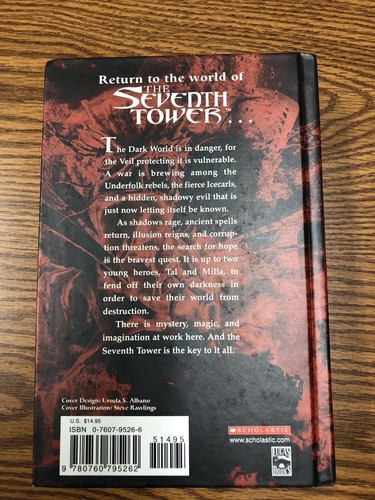 Return to the world of
THE
SEVENTH
TOWER™...
The Dark World is in danger, for
the Veil protecting it is vulnerable.
A war is brewing among the
Underfolk rebels, the fierce Icecarls,
and a hidden, shadowy evil that is
just now letting itself be known.
As shadows rage, ancient spells
return, illusion reigns, and corrup-
tion threatens, the search for hope
is the bravest quest. It is up to two
young heroes, Tal and Milla, to
fend off their own darkness in
order to save their world from
destruction.
There is mystery, magic, and
imagination at work here. And the
Seventh Tower is the key to it all.
Cover Design: Ursula S. Albano
Cover Illustration: Steve Rawlings
U.S. $14.95
ISBN 0-7607-9526-6
51495
9 780760 795262
SCHOLASTIC
www.scholastic.com
LUCAS
BOOKS